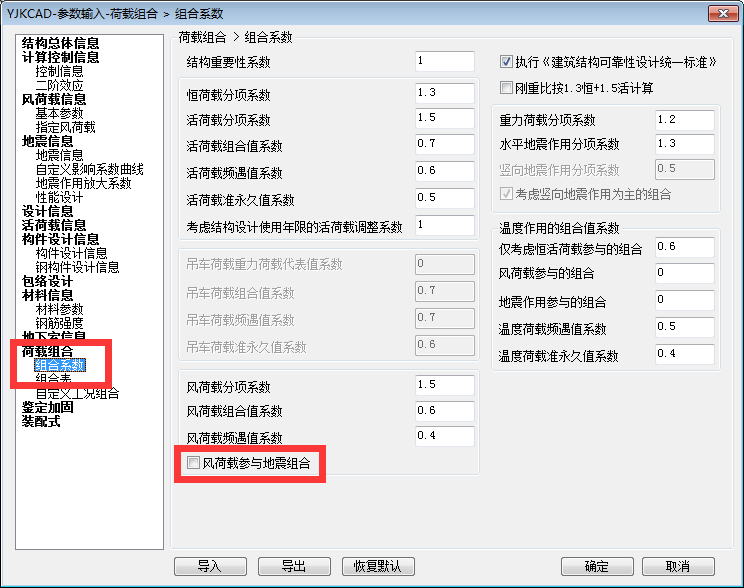 YJKCAD-参数输入-荷载组合 > 组合系数
结构总体信息
计算控制信息
控制信息
二阶效应
风荷载信息
基本参数
指定风荷载
地震信息
地震信息
自定义影响系数曲线
地震作用放大系数
性能设计
设计信息
活荷载信息
构件设计信息
构件设计信息
钢构件设计信息
包络设计
材料信息
材料参数
钢筋强度
地下室信息
荷载组合
组合系数
组合表
自定义工况组合
鉴定加固
装配式
荷载组合 > 组合系数
结构重要性系数 1
恒荷载分项系数 1.3
活荷载分项系数 1.5
活荷载组合值系数 0.7
活荷载频遇值系数 0.6
活荷载准永久值系数 0.5
考虑结构设计使用年限的活荷载调整系数 1
吊车荷载重力荷载代表值系数 0
吊车荷载组合值系数 0.7
吊车荷载频遇值系数 0.7
吊车荷载准永久值系数 0.6
风荷载分项系数 1.5
风荷载组合值系数 0.6
风荷载频遇值系数 0.4
风荷载参与地震组合
执行《建筑结构可靠性设计统一标准》
刚重比按1.3恒+1.5活计算
重力荷载分项系数 1.2
水平地震作用分项系数 1.3
竖向地震作用分项系数 0.5
考虑竖向地震作用为主的组合
温度作用的组合值系数
仅考虑恒活荷载参与的组合 0.6
风荷载参与的组合 0
地震作用参与的组合 0
温度荷载频遇值系数 0.5
温度荷载准永久值系数 0.4
导入 导出 恢复默认 确定 取消